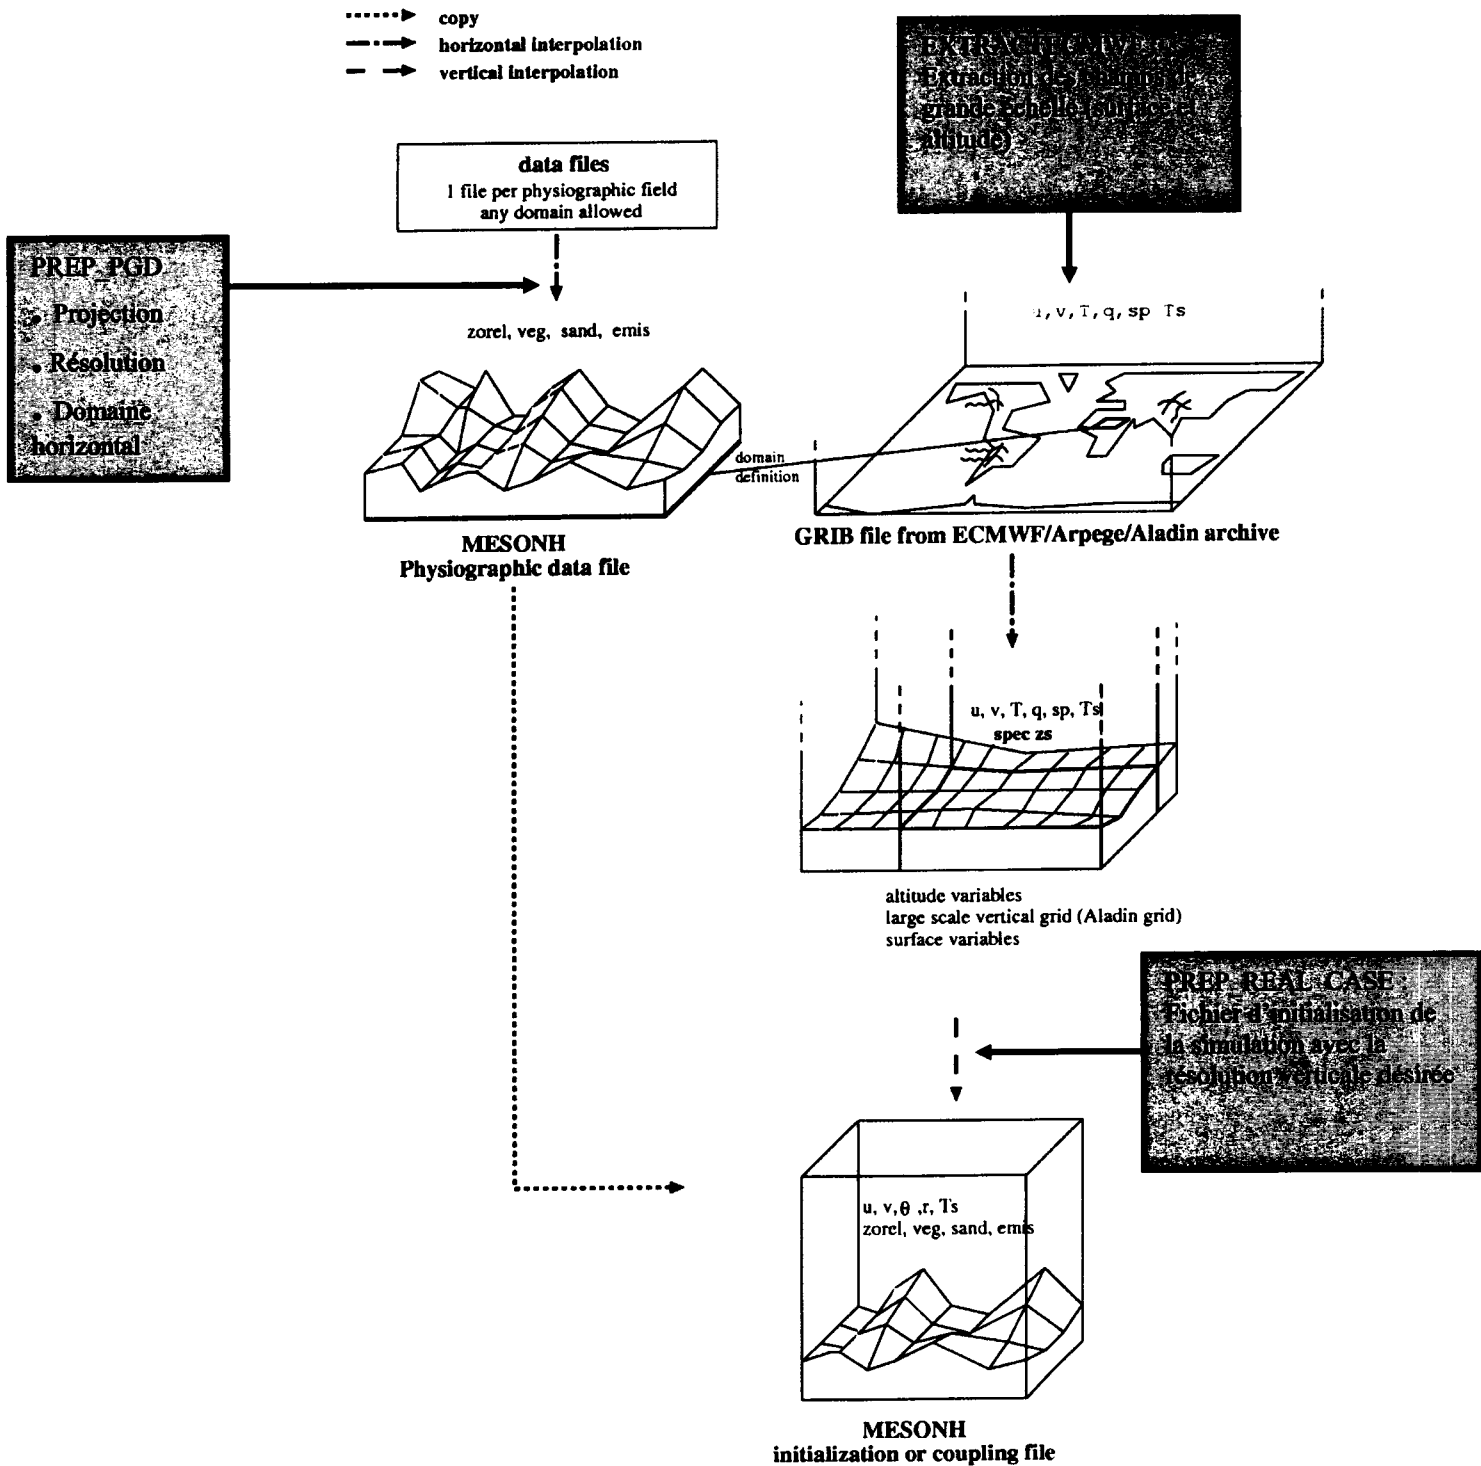 copy
horizontal interpolation
vertical interpolation
Extraction des champs de
grande échelle (surface et
altitude)
data files
1 file per physiographic field
any domain allowed
PREP_PGD
• Projection
• Résolution
• Domaine
horizontal
zorel, veg, sand, emis
, v, T, q, sp Ts
domain
definition
MESONH
Physiographic data file
GRIB file from ECMWF/Arpege/Aladin archive
u, v, T, q, sp, Ts
spec zs
altitude variables
large scale vertical grid (Aladin grid)
surface variables
PREP_REAL_CASE :
Fichier d'initialisation de
la simulation avec la
résolution verticale désirée
u, v, θ ,r, Ts
zorel, veg, sand, emis
MESONH
initialization or coupling file